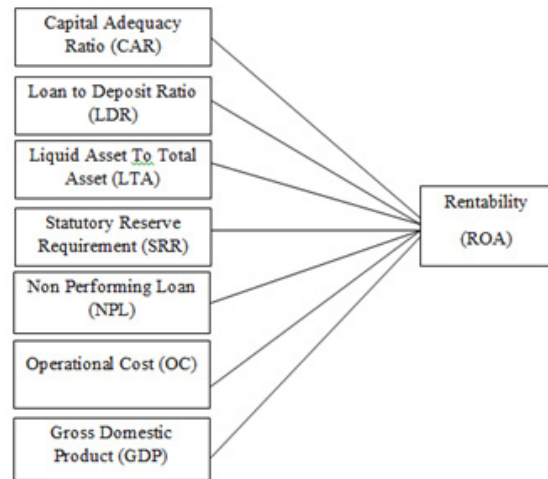 Capital Adequacy
Ratio (CAR)
Loan to Deposit Ratio
(LDR)
Liquid Asset To Total
Asset (LTA)
Statutory Reserve
Requirement (SRR)
Non Performing Loan
(NPL)
Operational Cost (OC)
Gross Domestic
Product (GDP)
Rentability
(ROA)